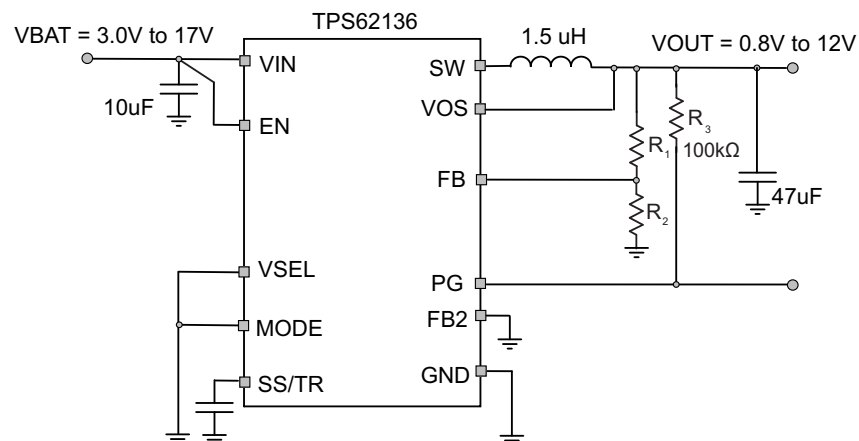 TPS62136
VBAT = 3.0V to 17V
1.5 uH
VOUT = 0.8V to 12V
VIN
SW
10uF
VOS
EN
R3
R1
100kΩ
FB
47uF
R2
VSEL
PG
MODE
FB2
SS/TR
GND